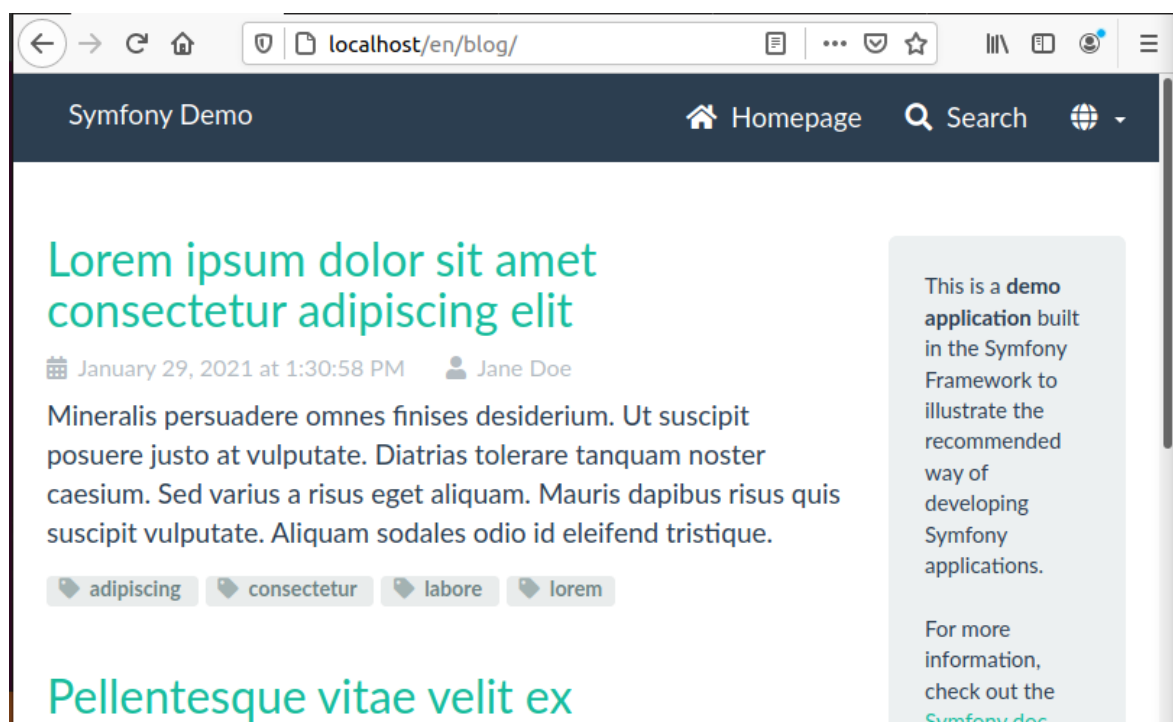 localhost/en/blog/
Symfony Demo
Homepage
Search
Lorem ipsum dolor sit amet
consectetur adipiscing elit
January 29, 2021 at 1:30:58 PM
Jane Doe
Mineralis persuadere omnes finises desiderium. Ut suscipit
posuere justo at vulputate. Diatrias tolerare tanquam noster
caesium. Sed varius a risus eget aliquam. Mauris dapibus risus quis
suscipit vulputate. Aliquam sodales odio id eleifend tristique.
adipiscing
consectetur
labore
lorem
Pellentesque vitae velit ex
This is a demo
application built
in the Symfony
Framework to
illustrate the
recommended
way of
developing
Symfony
applications.
For more
information,
check out the
Symfony doc